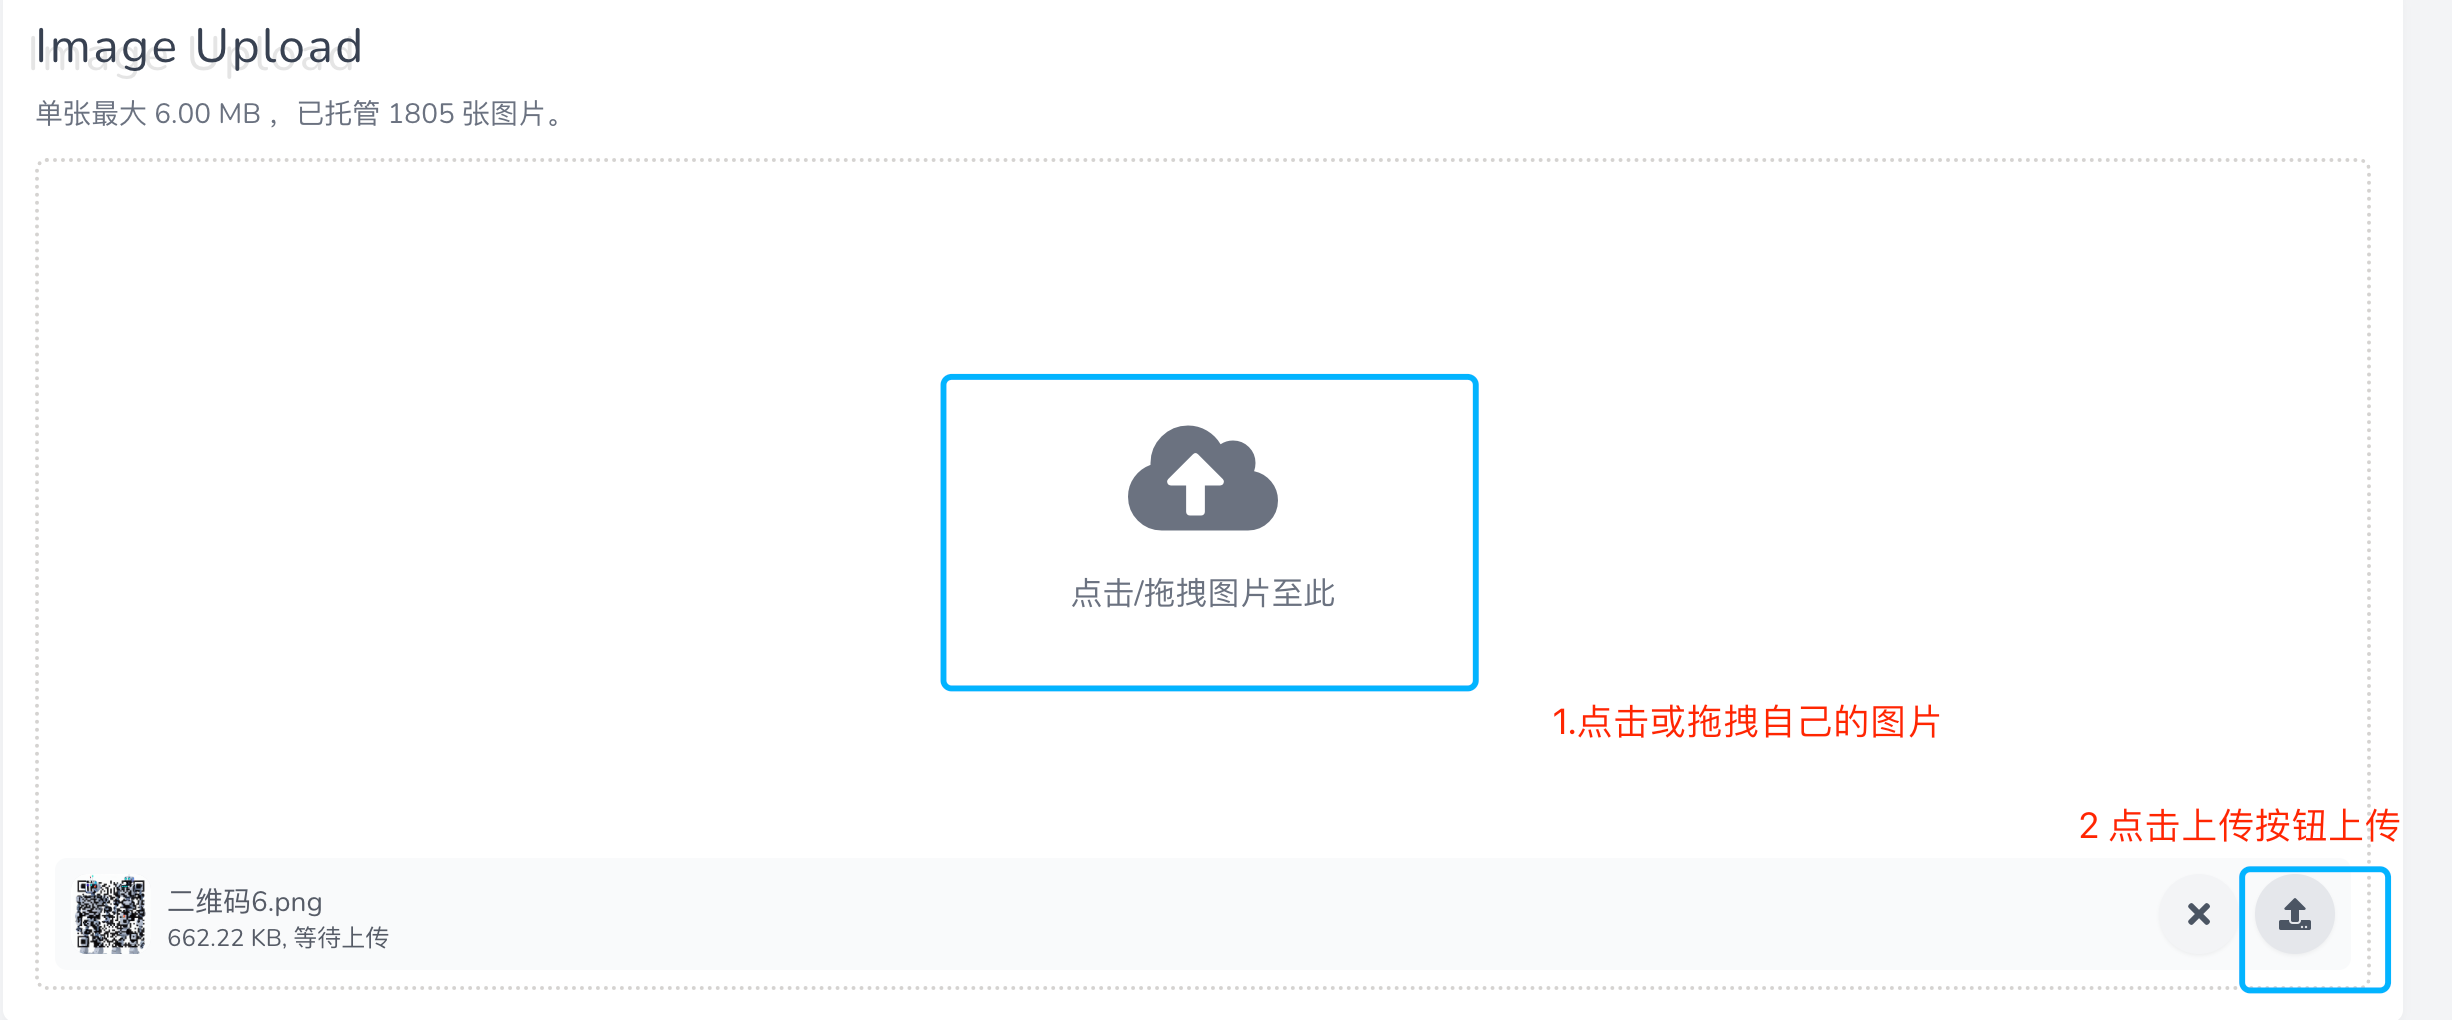 Image Upload
单张最大 6.00 MB ，已托管 1805 张图片。
点击/拖拽图片至此
1.点击或拖拽自己的图片
2 点击上传按钮上传
二维码6.png
662.22 KB, 等待上传